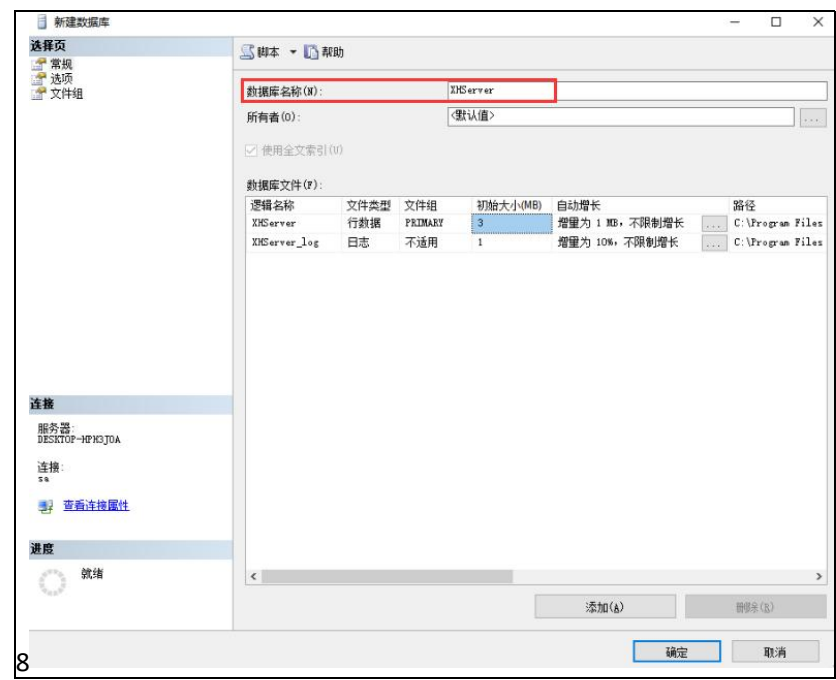 新建数据库
选择页
常规
选项
文件组
脚本 帮助
数据库名称(N): XHServer
所有者(O): <默认值> ...
使用全文索引(U)
数据库文件(F):
逻辑名称 文件类型 文件组 初始大小(MB) 自动增长 路径
XHServer 行数据 PRIMARY 3 增量为 1 MB，不限制增长 ... C:\Program Files
XHServer_log 日志 不适用 1 增量为 10%，不限制增长 ... C:\Program Files
连接
服务器:
DESKTOP-HPH3JOA
连接:
sa
查看连接属性
进度
就绪
添加(A) 删除(R)
确定 取消
8